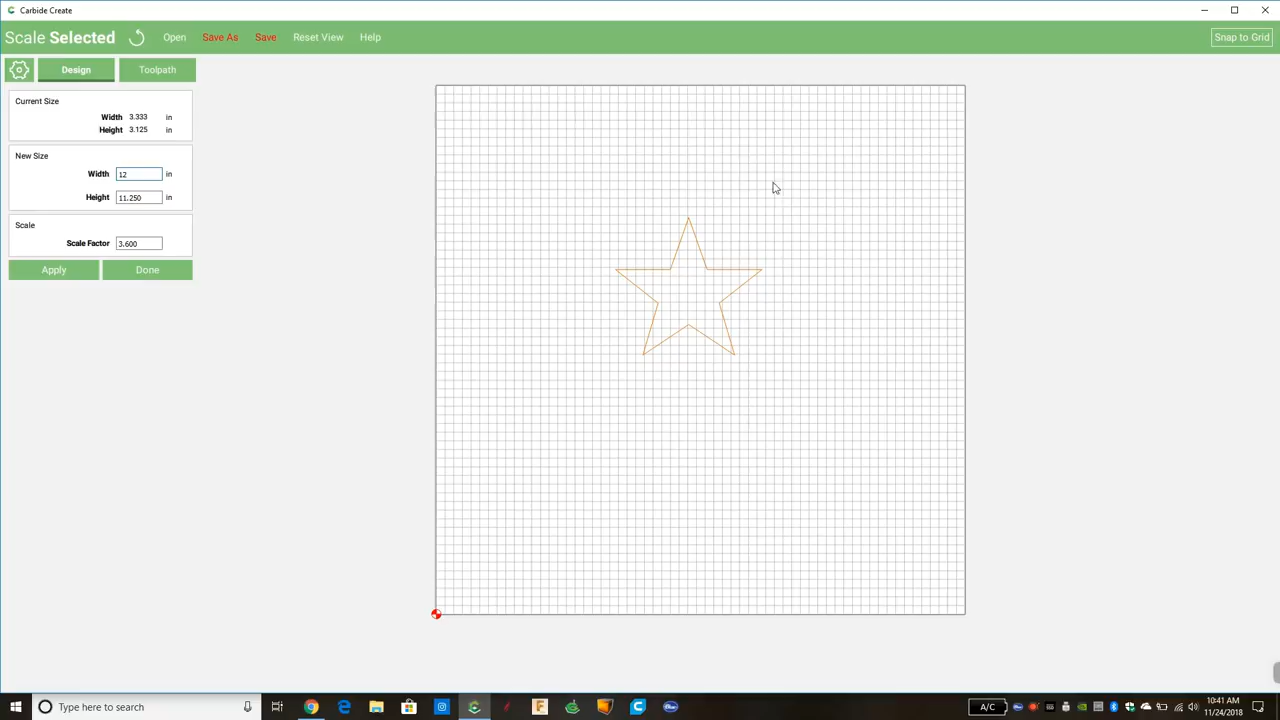 Carbide Create
Scale Selected Open Save As Save Reset View Help Snap to Grid
Design Toolpath
Current Size
Width 3.333 in
Height 3.125 in
New Size
Width 12 in
Height 11.250 in
Scale
Scale Factor 3.600
Apply Done
Type here to search A/C 10:41 AM
11/24/2018